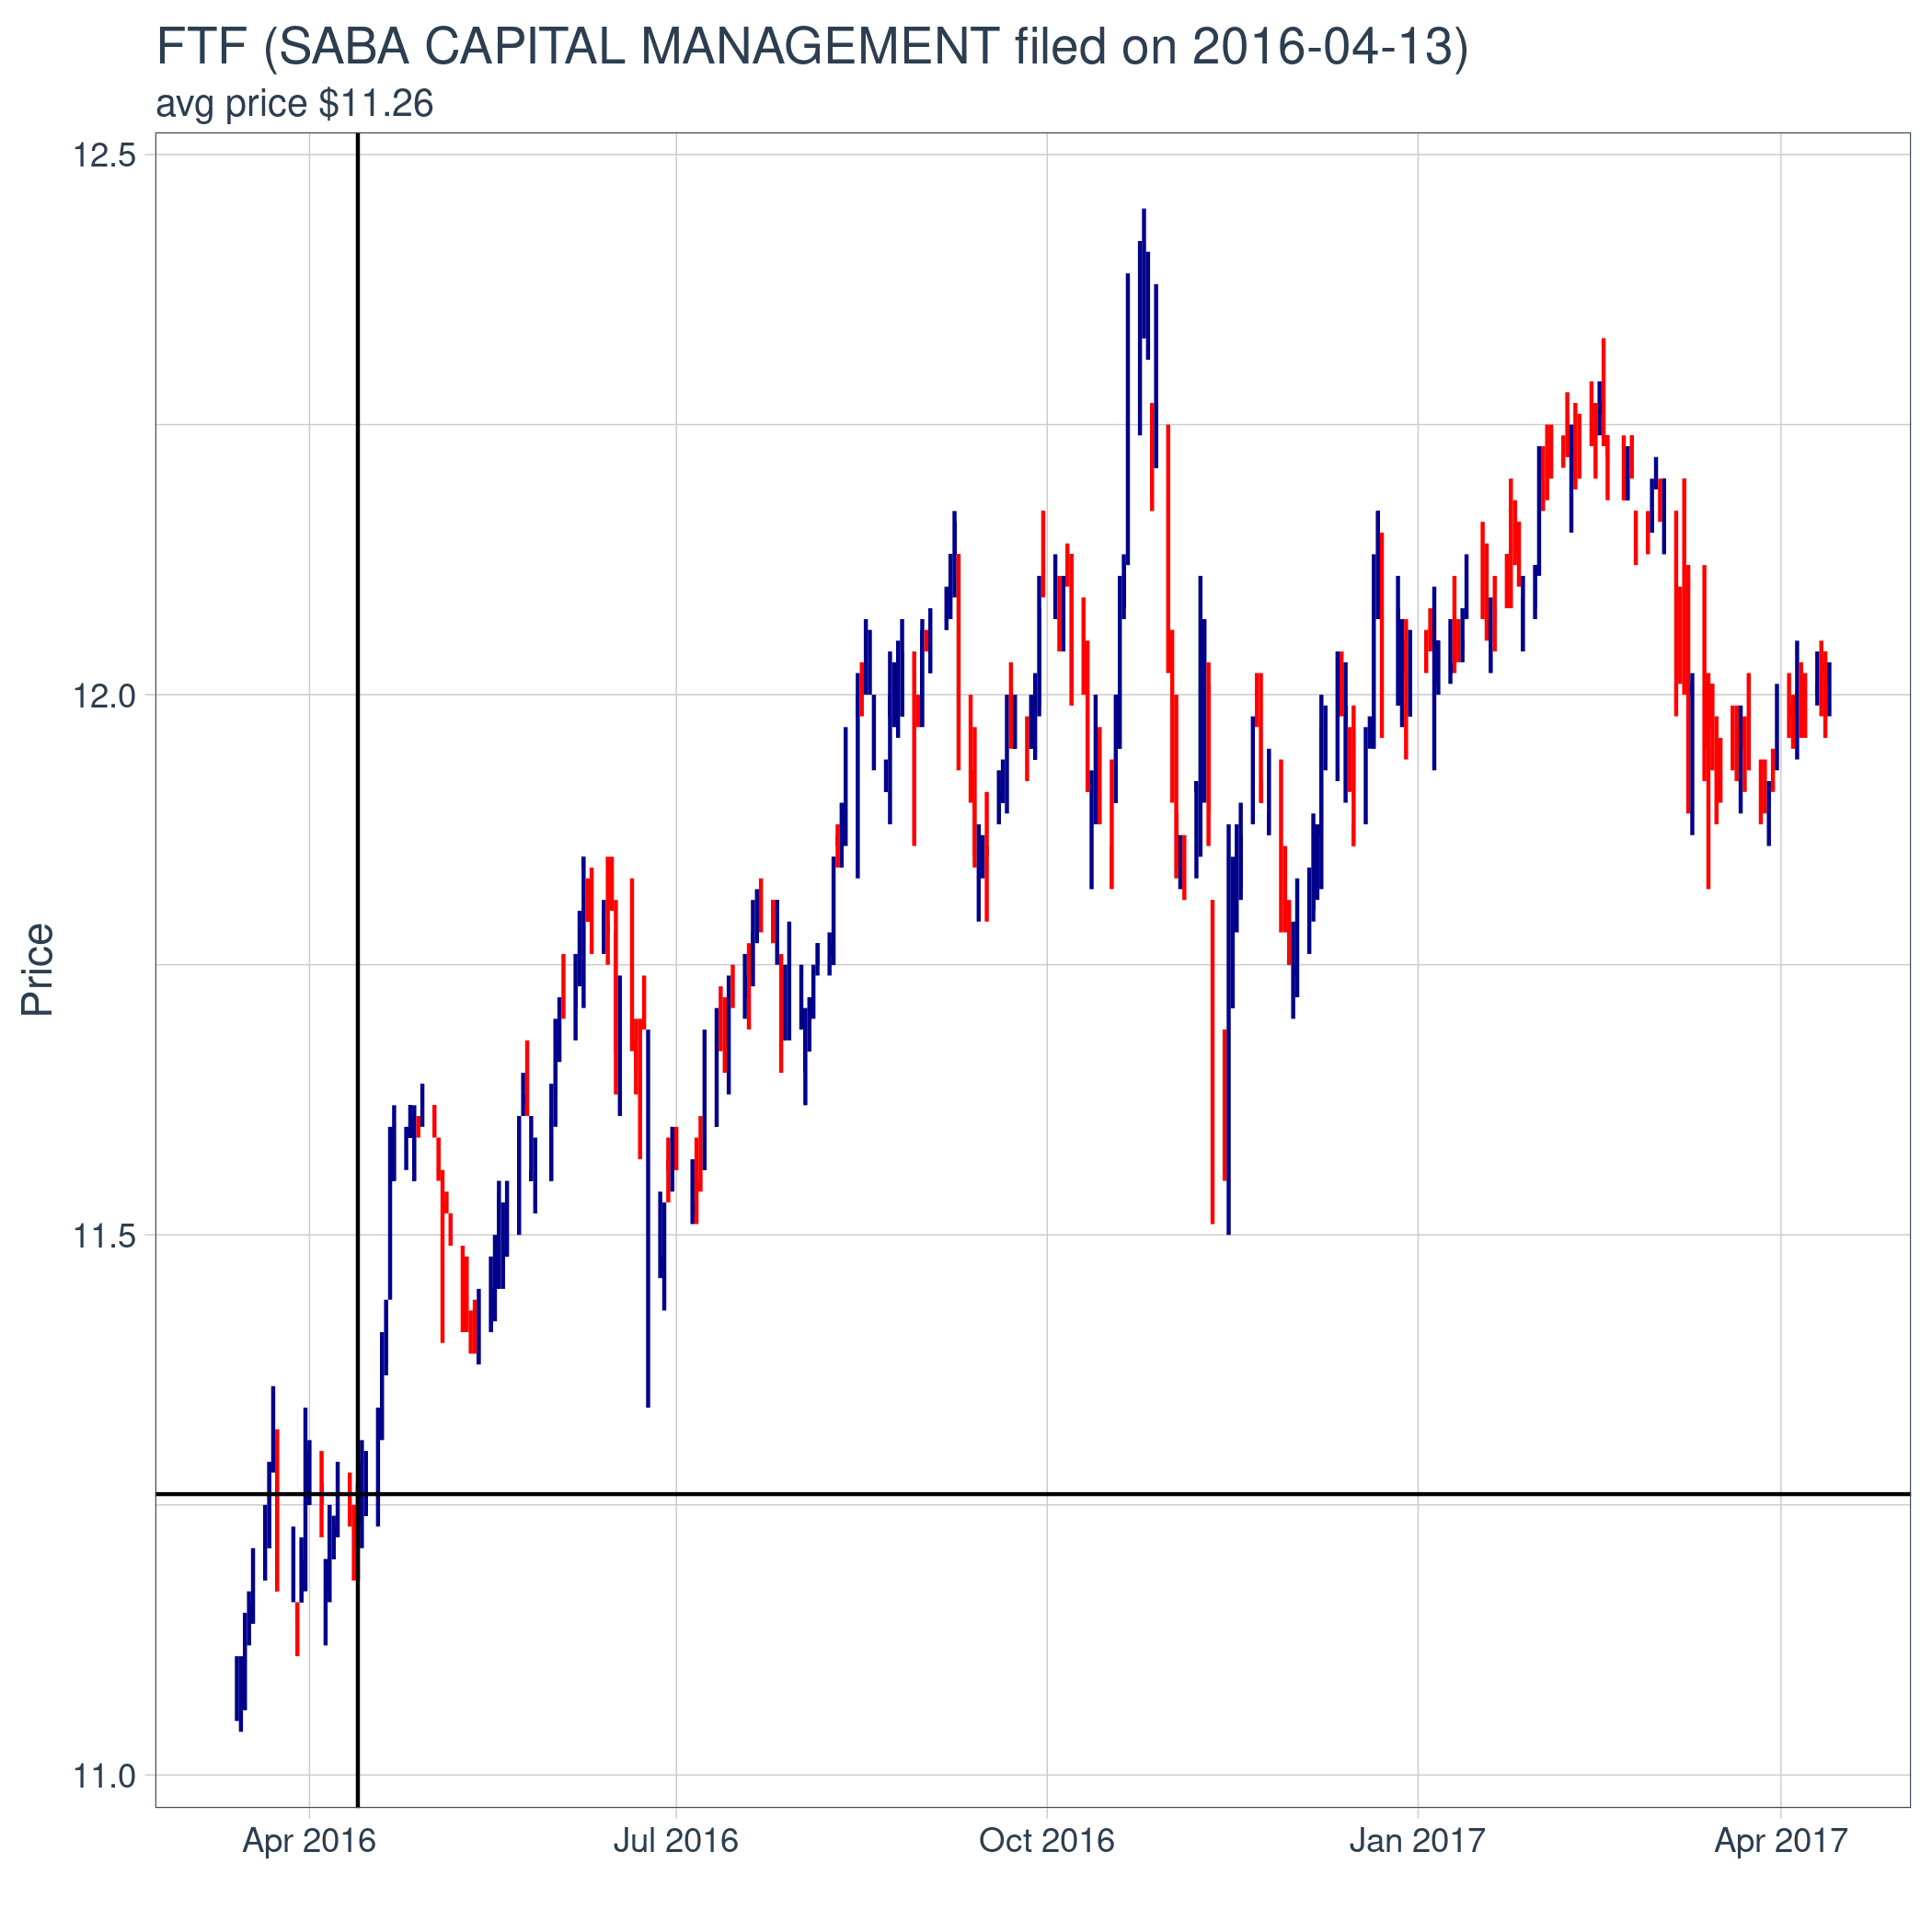 FTF (SABA CAPITAL MANAGEMENT filed on 2016-04-13)
avg price $11.26
12.5
12.0
11.5
11.0
Price
Apr 2016
Jul 2016
Oct 2016
Jan 2017
Apr 2017